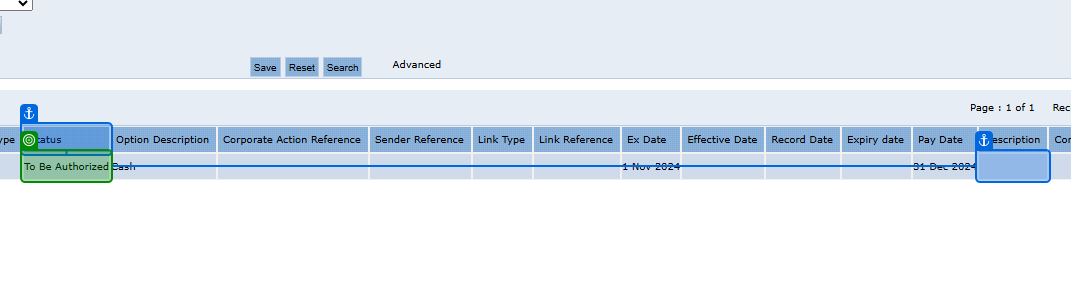 Save Reset Search Advanced
Page : 1 of 1 Rec
ype tatus Option Description Corporate Action Reference Sender Reference Link Type Link Reference Ex Date Effective Date Record Date Expiry date Pay Date escription Cor
To Be Authorized Cash 1 Nov 2024 31 Dec 2024